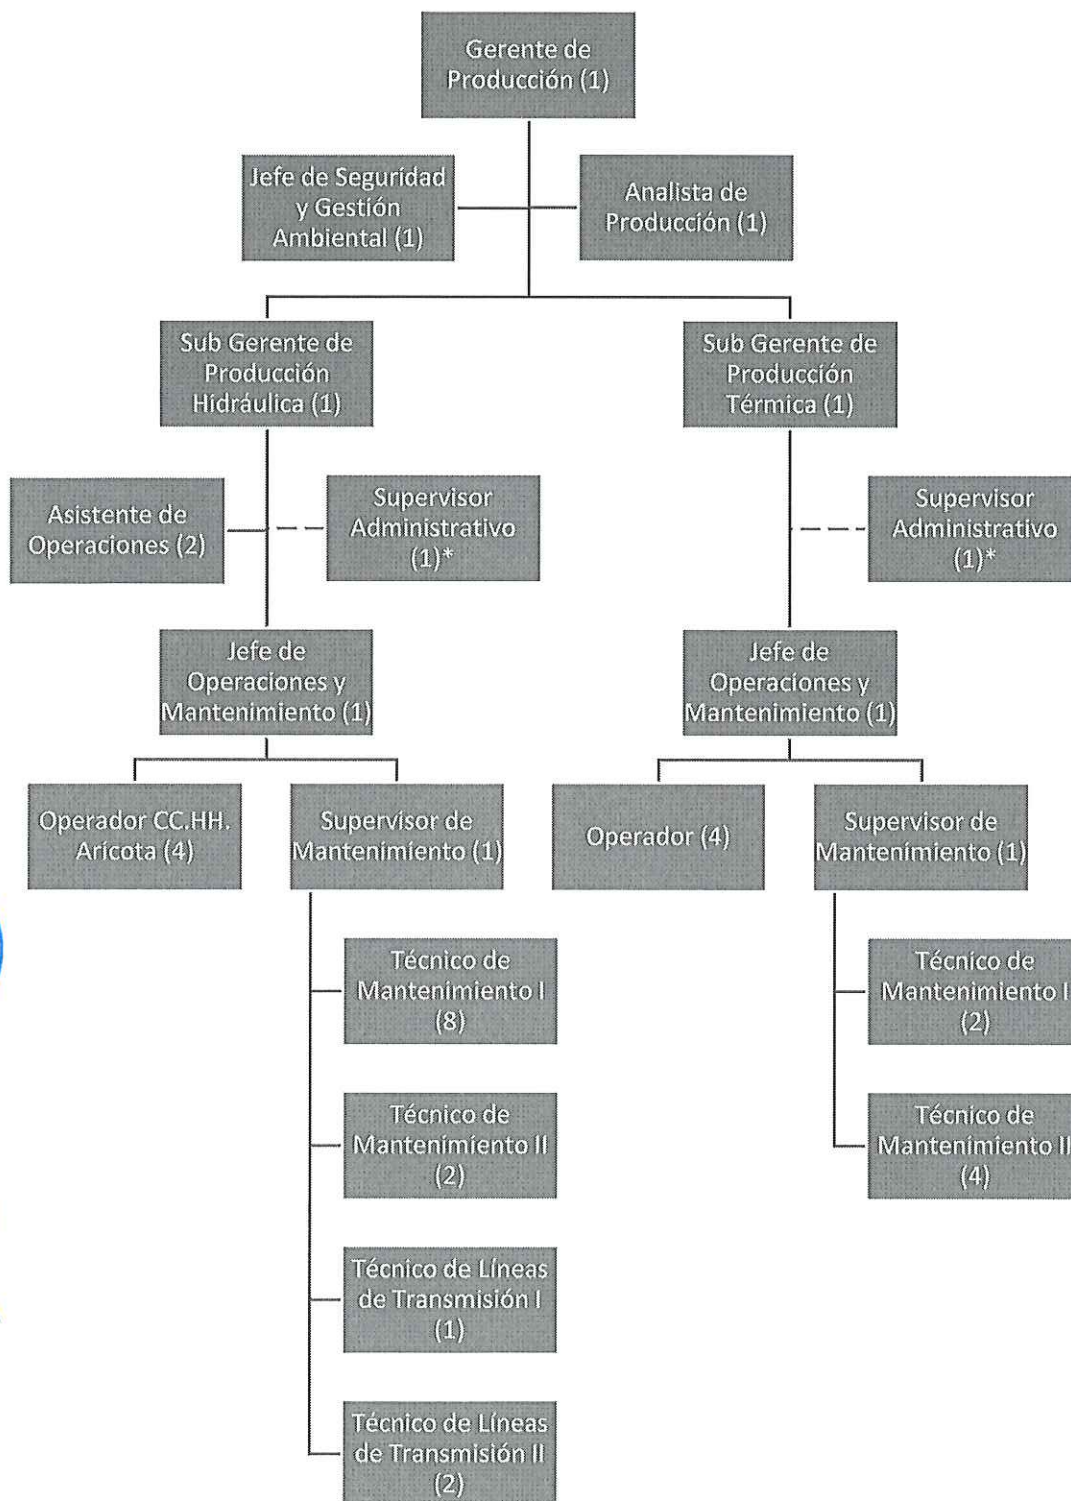 Gerente de
Producción (1)
Jefe de Seguridad
y Gestión
Ambiental (1)
Analista de
Producción (1)
Sub Gerente de
Producción
Hidráulica (1)
Sub Gerente de
Producción
Térmica (1)
Asistente de
Operaciones (2)
Supervisor
Administrativo
(1)*
Supervisor
Administrativo
(1)*
Jefe de
Operaciones y
Mantenimiento (1)
Jefe de
Operaciones y
Mantenimiento (1)
Operador CC.HH.
Aricota (4)
Supervisor de
Mantenimiento (1)
Operador (4)
Supervisor de
Mantenimiento (1)
Técnico de
Mantenimiento I
(8)
Técnico de
Mantenimiento I
(2)
Técnico de
Mantenimiento II
(2)
Técnico de
Mantenimiento II
(4)
Técnico de Líneas
de Transmisión I
(1)
Técnico de Líneas
de Transmisión II
(2)